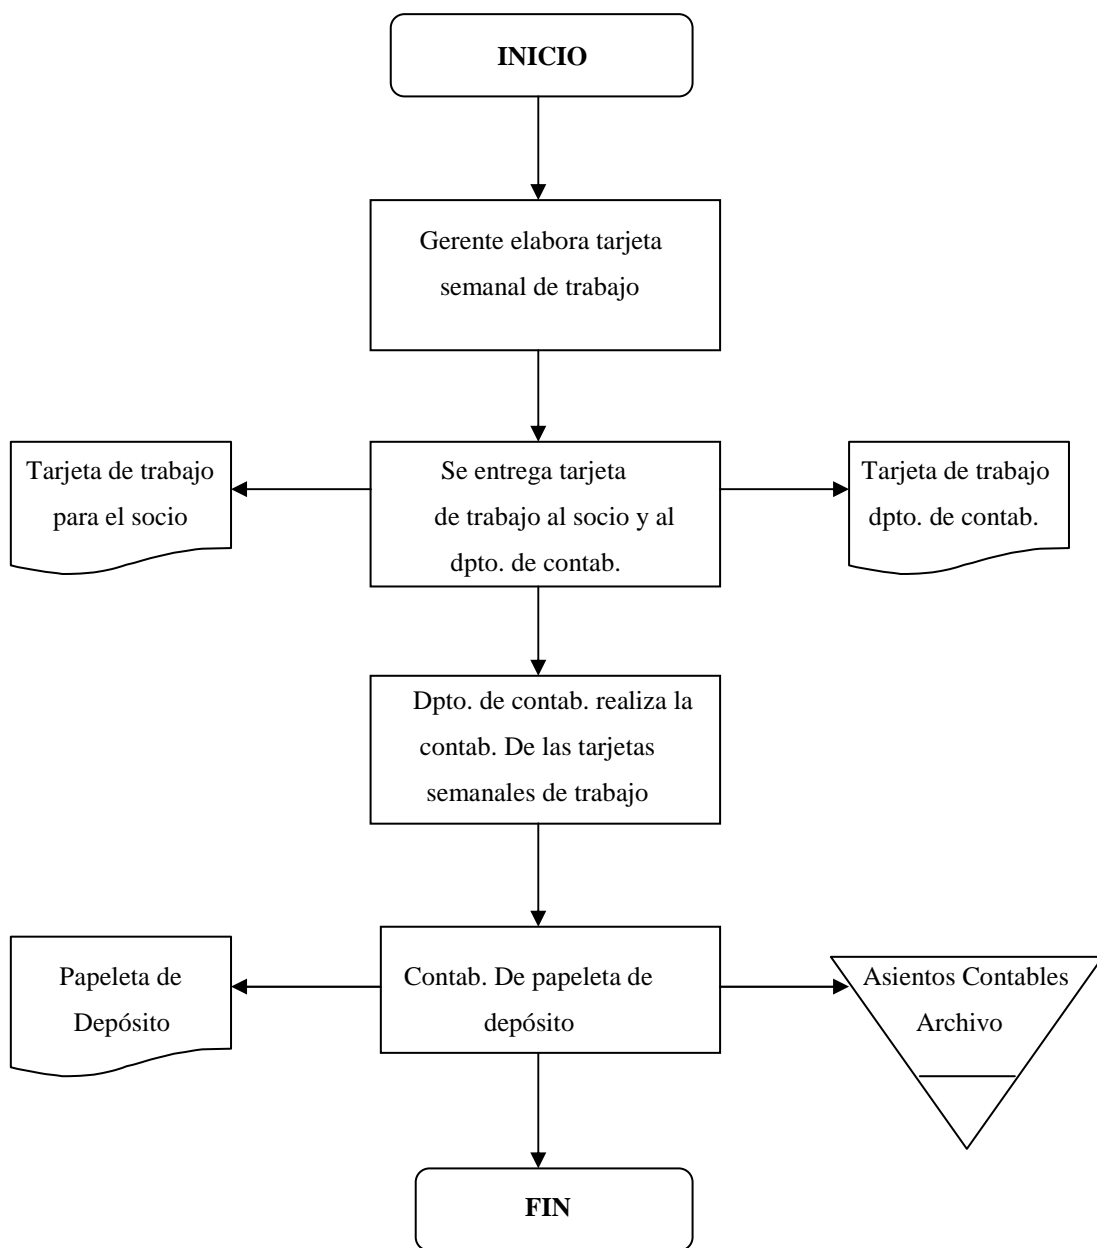 INICIO
Gerente elabora tarjeta
semanal de trabajo
Tarjeta de trabajo
para el socio
Se entrega tarjeta
de trabajo al socio y al
dpto. de contab.
Tarjeta de trabajo
dpto. de contab.
Dpto. de contab. realiza la
contab. De las tarjetas
semanales de trabajo
Papeleta de
Depósito
Contab. De papeleta de
depósito
Asientos Contables
Archivo
FIN